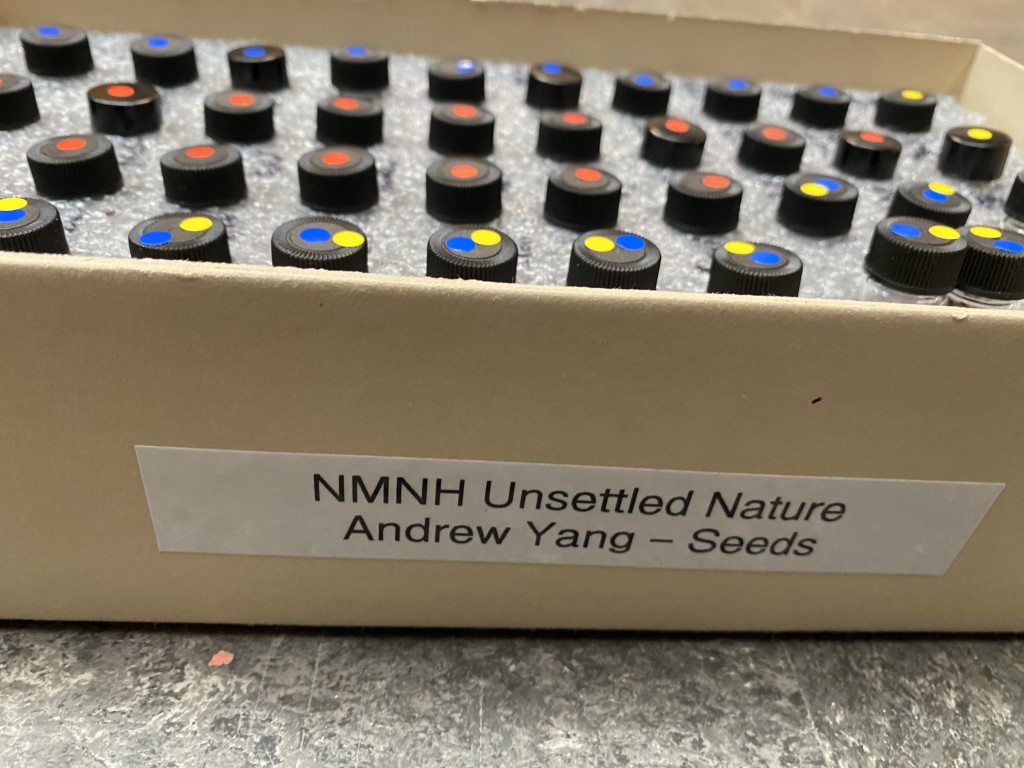 NMNH Unsettled Nature
Andrew Yang – Seeds